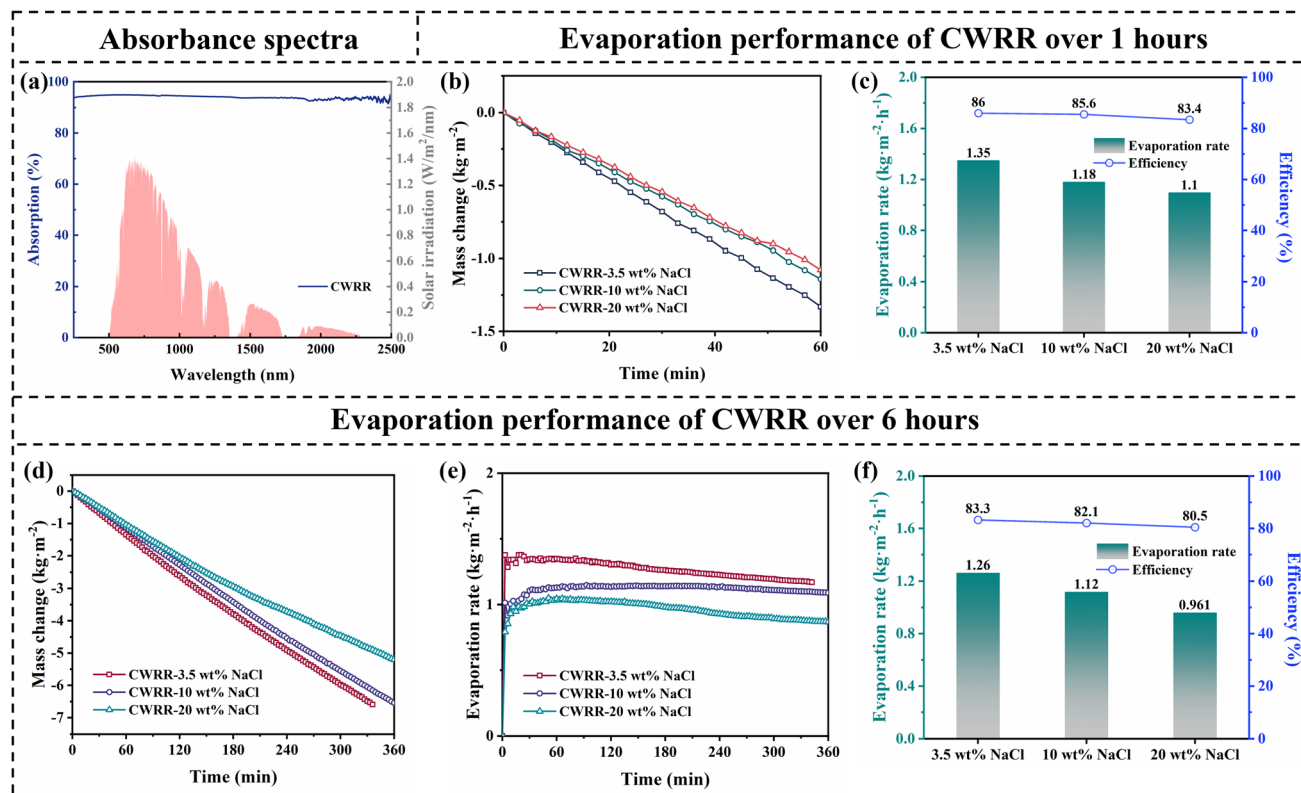 Absorbance spectra
Evaporation performance of CWRR over 1 hours
(a)
100
80
60
40
20
0
Absorption (%)
2.0
1.8
1.6
1.4
1.2
1.0
0.8
0.6
0.4
0.2
0.0
Solar irradiation (W/m²/nm)
CWRR
500 1000 1500 2000 2500
Wavelength (nm)
(b)
0.0
-0.5
-1.0
-1.5
Mass change (kg·m⁻²)
CWRR-3.5 wt% NaCl
CWRR-10 wt% NaCl
CWRR-20 wt% NaCl
0 20 40 60
Time (min)
(c)
2.0
1.6
1.2
0.8
0.4
0.0
Evaporation rate (kg·m⁻²·h⁻¹)
86 85.6 83.4
Evaporation rate
Efficiency
1.35 1.18 1.1
100
80
60
40
20
0
Efficiency (%)
3.5 wt% NaCl 10 wt% NaCl 20 wt% NaCl
Evaporation performance of CWRR over 6 hours
(d)
0
-1
-2
-3
-4
-5
-6
-7
Mass change (kg·m⁻²)
CWRR-3.5 wt% NaCl
CWRR-10 wt% NaCl
CWRR-20 wt% NaCl
0 60 120 180 240 300 360
Time (min)
(e)
2
1
0
Evaporation rate (kg·m⁻²·h⁻¹)
CWRR-3.5 wt% NaCl
CWRR-10 wt% NaCl
CWRR-20 wt% NaCl
0 60 120 180 240 300 360
Time (min)
(f)
2.0
1.6
1.2
0.8
0.4
0.0
Evaporation rate (kg·m⁻²·h⁻¹)
83.3 82.1 80.5
Evaporation rate
Efficiency
1.26 1.12 0.961
100
80
60
40
20
0
Efficiency (%)
3.5 wt% NaCl 10 wt% NaCl 20 wt% NaCl